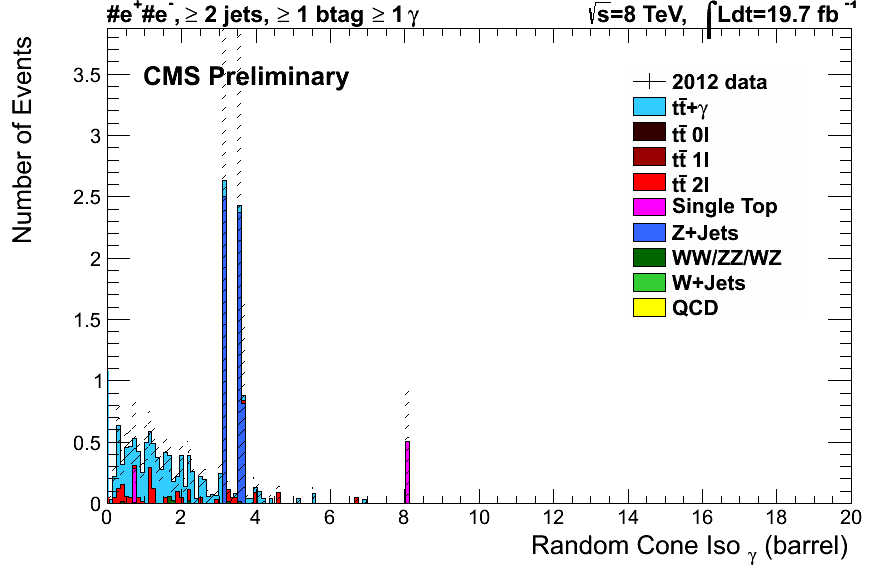 #e⁺#e⁻, ≥ 2 jets, ≥ 1 btag ≥ 1 γ
√s=8 TeV, ∫Ldt=19.7 fb⁻¹
CMS Preliminary
Number of Events
3.5
3
2.5
2
1.5
1
0.5
0
2012 data
tt̄+γ
tt̄ 0l
tt̄ 1l
tt̄ 2l
Single Top
Z+Jets
WW/ZZ/WZ
W+Jets
QCD
0 2 4 6 8 10 12 14 16 18 20
Random Cone Iso γ (barrel)